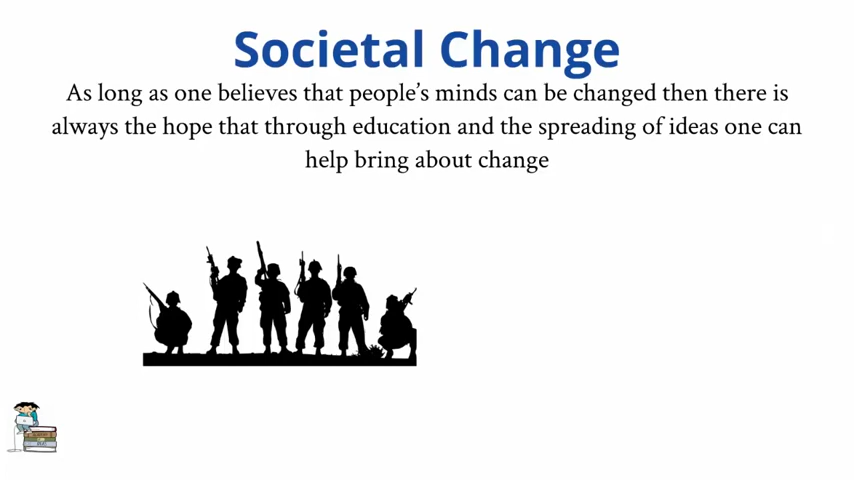 Societal Change
As long as one believes that people's minds can be changed then there is
always the hope that through education and the spreading of ideas one can
help bring about change